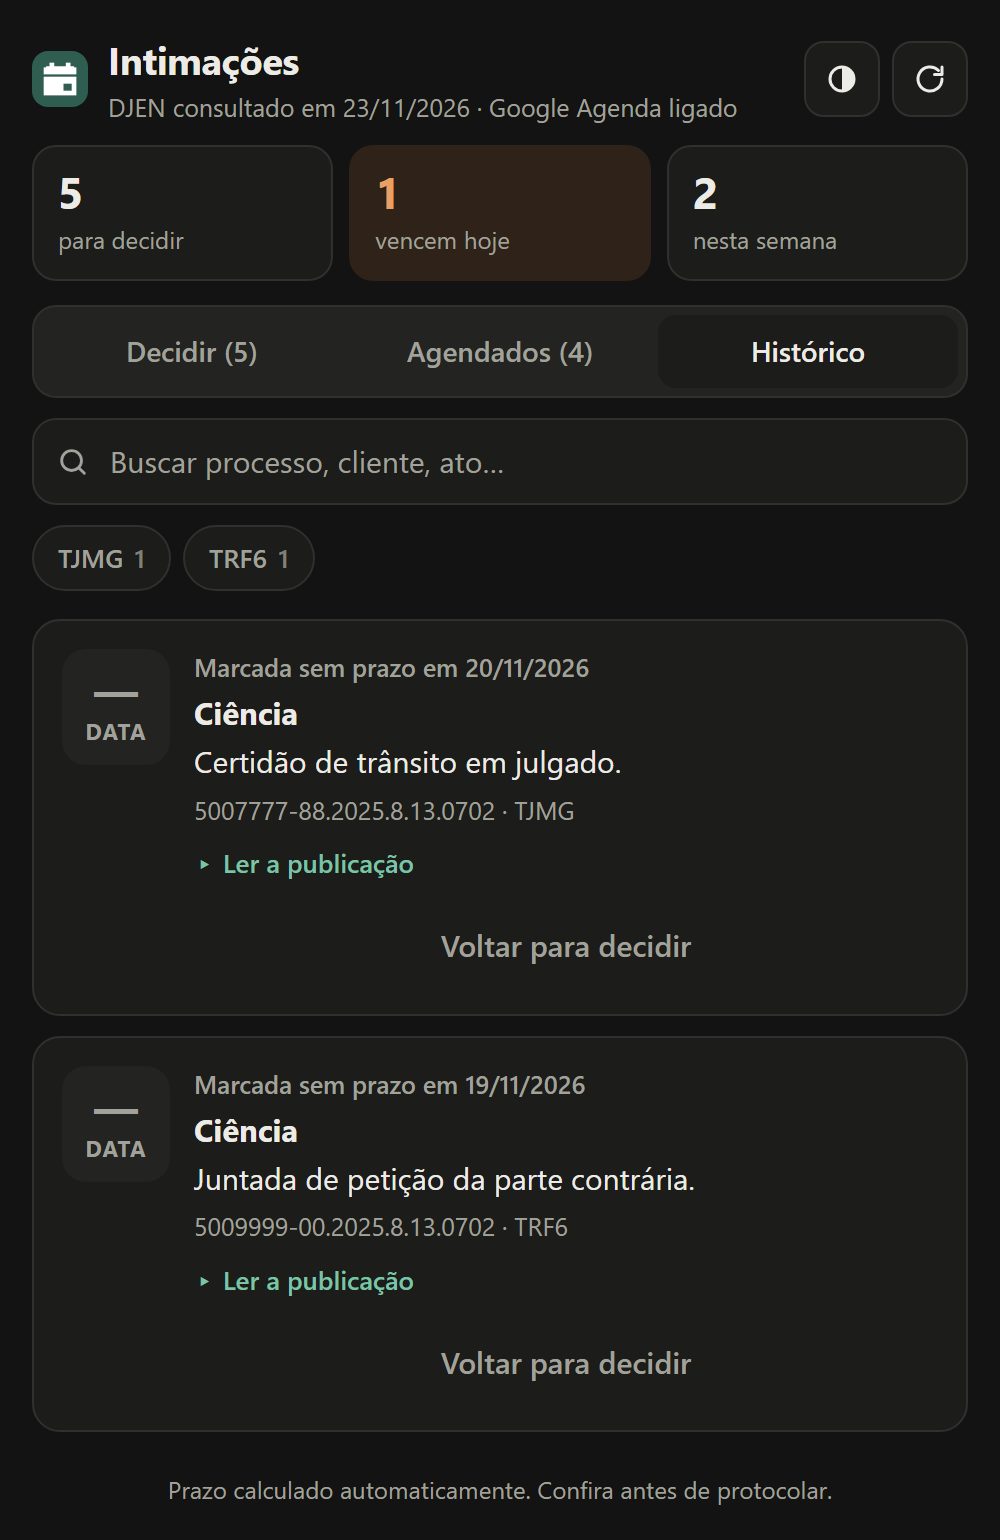 Intimações
DJEN consultado em 23/11/2026 · Google Agenda ligado
5
para decidir
1
vencem hoje
2
nesta semana
Decidir (5)
Agendados (4)
Histórico
Buscar processo, cliente, ato...
TJMG 1
TRF6 1
— DATA
Marcada sem prazo em 20/11/2026
Ciência
Certidão de trânsito em julgado.
5007777-88.2025.8.13.0702 · TJMG
▸ Ler a publicação
Voltar para decidir
— DATA
Marcada sem prazo em 19/11/2026
Ciência
Juntada de petição da parte contrária.
5009999-00.2025.8.13.0702 · TRF6
▸ Ler a publicação
Voltar para decidir
Prazo calculado automaticamente. Confira antes de protocolar.